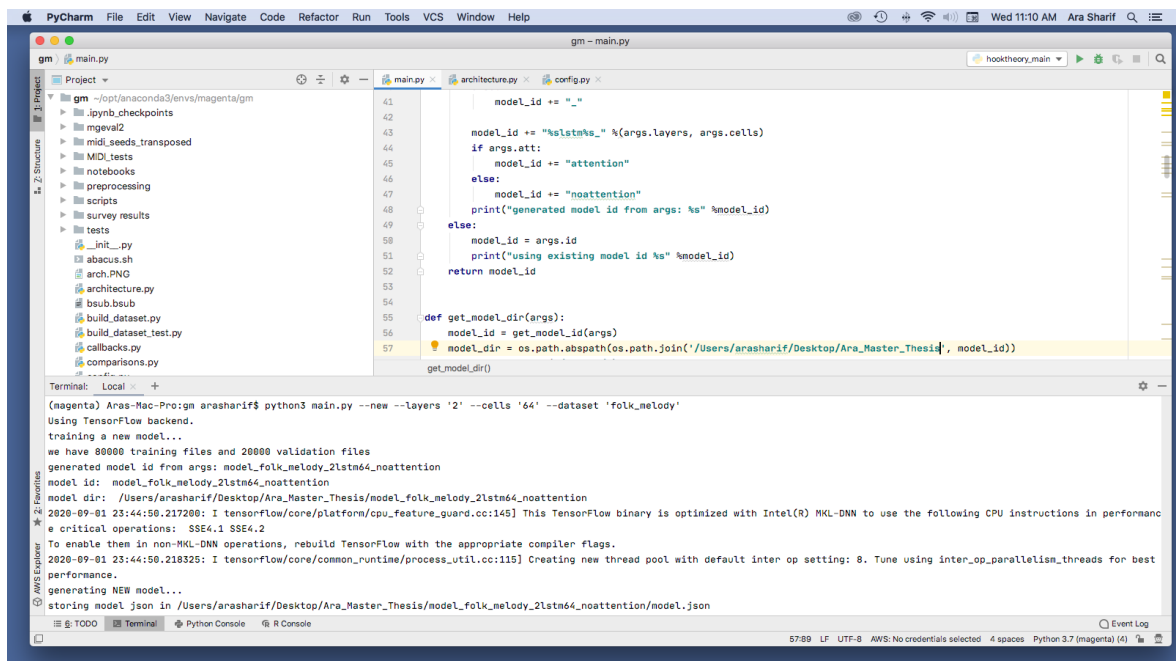 PyCharm File Edit View Navigate Code Refactor Run Tools VCS Window Help Wed 11:10 AM Ara Sharif
gm – main.py
gm main.py hooktheory_main
1: Project
Project
main.py
architecture.py
config.py
gm ~/opt/anaconda3/envs/magenta/gm
.ipynb_checkpoints
mgeval2
midi_seeds_transposed
MIDI_tests
notebooks
preprocessing
scripts
survey results
tests
__init__.py
abacus.sh
arch.PNG
architecture.py
bsub.bsub
build_dataset.py
build_dataset_test.py
callbacks.py
comparisons.py
Z: Structure
41 model_id += "_"
42
43 model_id += "%slstm%s_" %(args.layers, args.cells)
44 if args.att:
45 model_id += "attention"
46 else:
47 model_id += "noattention"
48 print("generated model id from args: %s" %model_id)
49 else:
50 model_id = args.id
51 print("using existing model id %s" %model_id)
52 return model_id
53
54
55 def get_model_dir(args):
56 model_id = get_model_id(args)
57 model_dir = os.path.abspath(os.path.join('/Users/arasharif/Desktop/Ara_Master_Thesis', model_id))
get_model_dir()
Terminal: Local +
(magenta) Aras-Mac-Pro:gm arasharif$ python3 main.py --new --layers '2' --cells '64' --dataset 'folk_melody'
Using TensorFlow backend.
training a new model...
we have 80000 training files and 20000 validation files
generated model id from args: model_folk_melody_2lstm64_noattention
model id: model_folk_melody_2lstm64_noattention
model dir: /Users/arasharif/Desktop/Ara_Master_Thesis/model_folk_melody_2lstm64_noattention
2020-09-01 23:44:50.217200: I tensorflow/core/platform/cpu_feature_guard.cc:145] This TensorFlow binary is optimized with Intel(R) MKL-DNN to use the following CPU instructions in performanc
e critical operations: SSE4.1 SSE4.2
To enable them in non-MKL-DNN operations, rebuild TensorFlow with the appropriate compiler flags.
2020-09-01 23:44:50.218325: I tensorflow/core/common_runtime/process_util.cc:115] Creating new thread pool with default inter op setting: 8. Tune using inter_op_parallelism_threads for best
performance.
generating NEW model...
storing model json in /Users/arasharif/Desktop/Ara_Master_Thesis/model_folk_melody_2lstm64_noattention/model.json
2: Favorites
AWS Explorer
6: TODO Terminal Python Console R Console Event Log
57:89 LF UTF-8 AWS: No credentials selected 4 spaces Python 3.7 (magenta) (4)